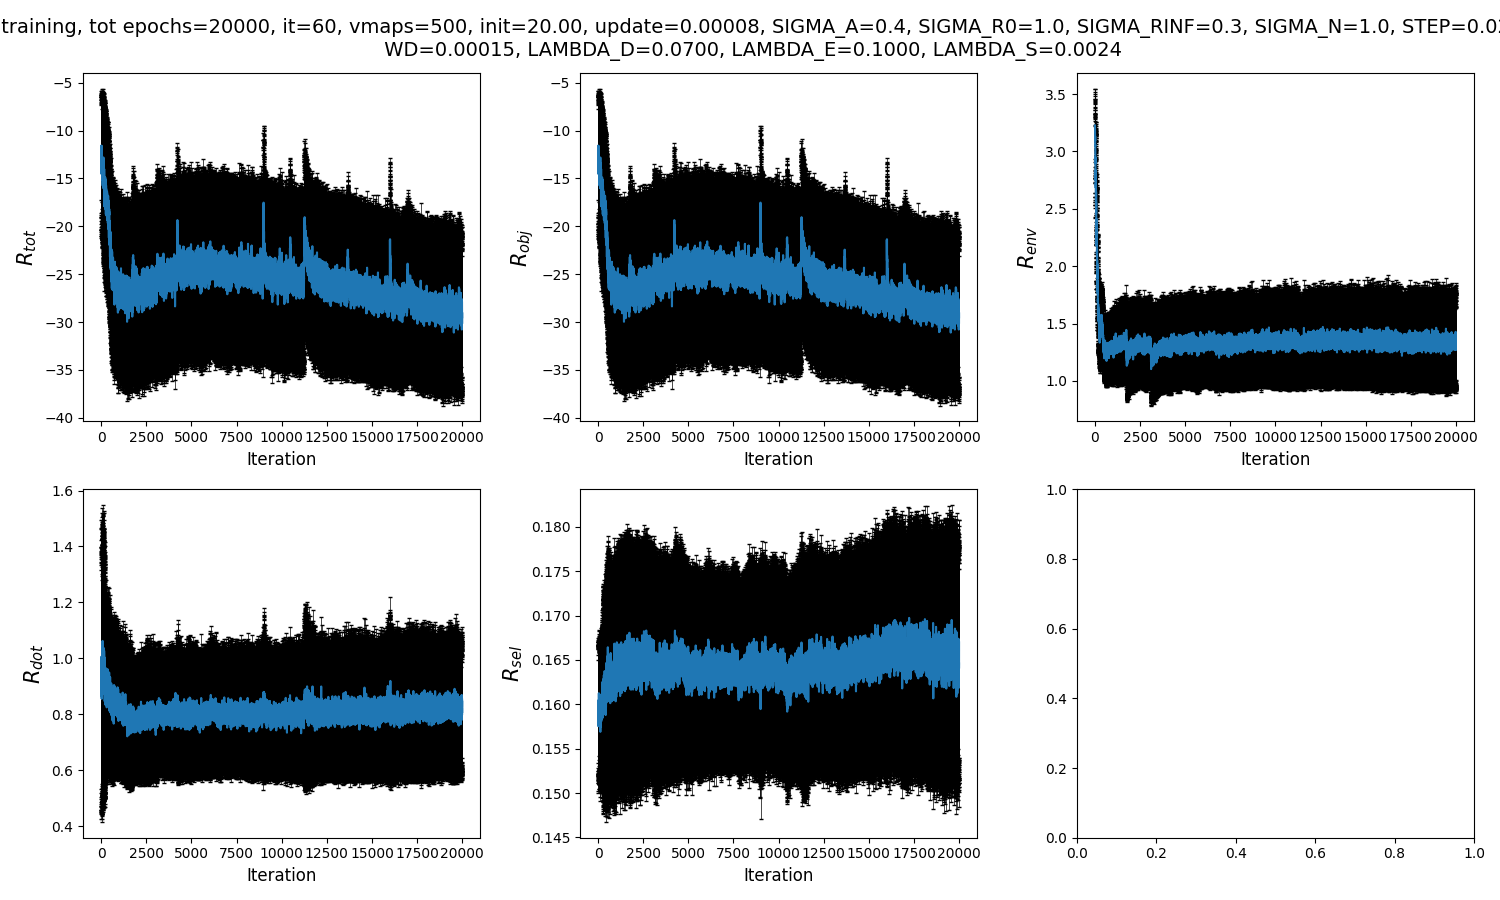 training, tot epochs=20000, it=60, vmaps=500, init=20.00, update=0.00008, SIGMA_A=0.4, SIGMA_R0=1.0, SIGMA_RINF=0.3, SIGMA_N=1.0,
WD=0.00015, LAMBDA_D=0.0700, LAMBDA_E=0.1000, LAMBDA_S=0.0024
R_tot
−5
−10
−15
−20
−25
−30
−35
−40
0 2500 5000 7500 10000 12500 15000 17500 20000
Iteration
R_obj
−5
−10
−15
−20
−25
−30
−35
−40
0 2500 5000 7500 10000 12500 15000 17500 20000
Iteration
R_env
3.5
3.0
2.5
2.0
1.5
1.0
0 2500 5000 7500 10000 12500 15000 17500 20000
Iteration
R_dot
1.6
1.4
1.2
1.0
0.8
0.6
0.4
0 2500 5000 7500 10000 12500 15000 17500 20000
Iteration
R_sel
0.180
0.175
0.170
0.165
0.160
0.155
0.150
0.145
0 2500 5000 7500 10000 12500 15000 17500 20000
Iteration
1.0
0.8
0.6
0.4
0.2
0.0
0.0 0.2 0.4 0.6 0.8 1.0